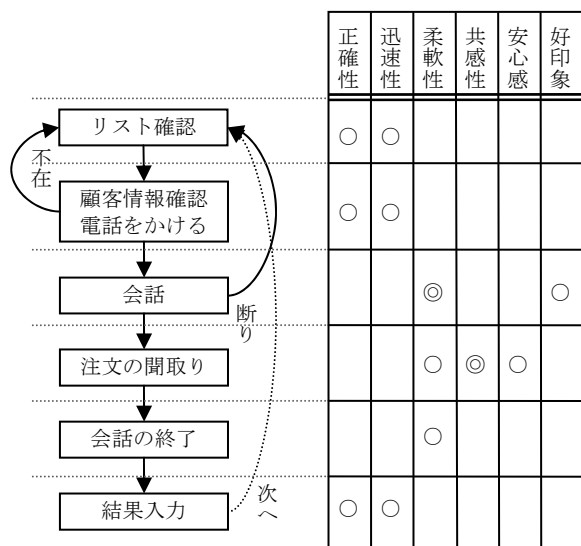 正確性
迅速性
柔軟性
共感性
安心感
好印象
リスト確認
○
○
不在
顧客情報確認
電話をかける
○
○
会話
◎
○
断り
注文の聞取り
○
◎
○
会話の終了
○
結果入力
次へ
○
○